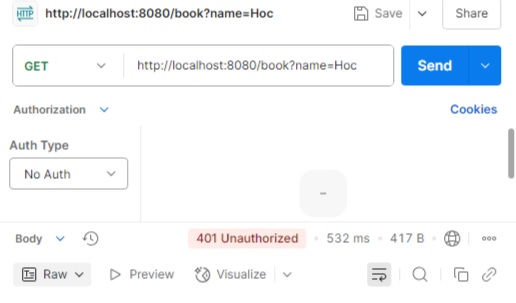 HTTP http://localhost:8080/book?name=Hoc Save Share
GET http://localhost:8080/book?name=Hoc Send
Authorization Cookies
Auth Type
No Auth
Body 401 Unauthorized 532 ms 417 B
Raw Preview Visualize